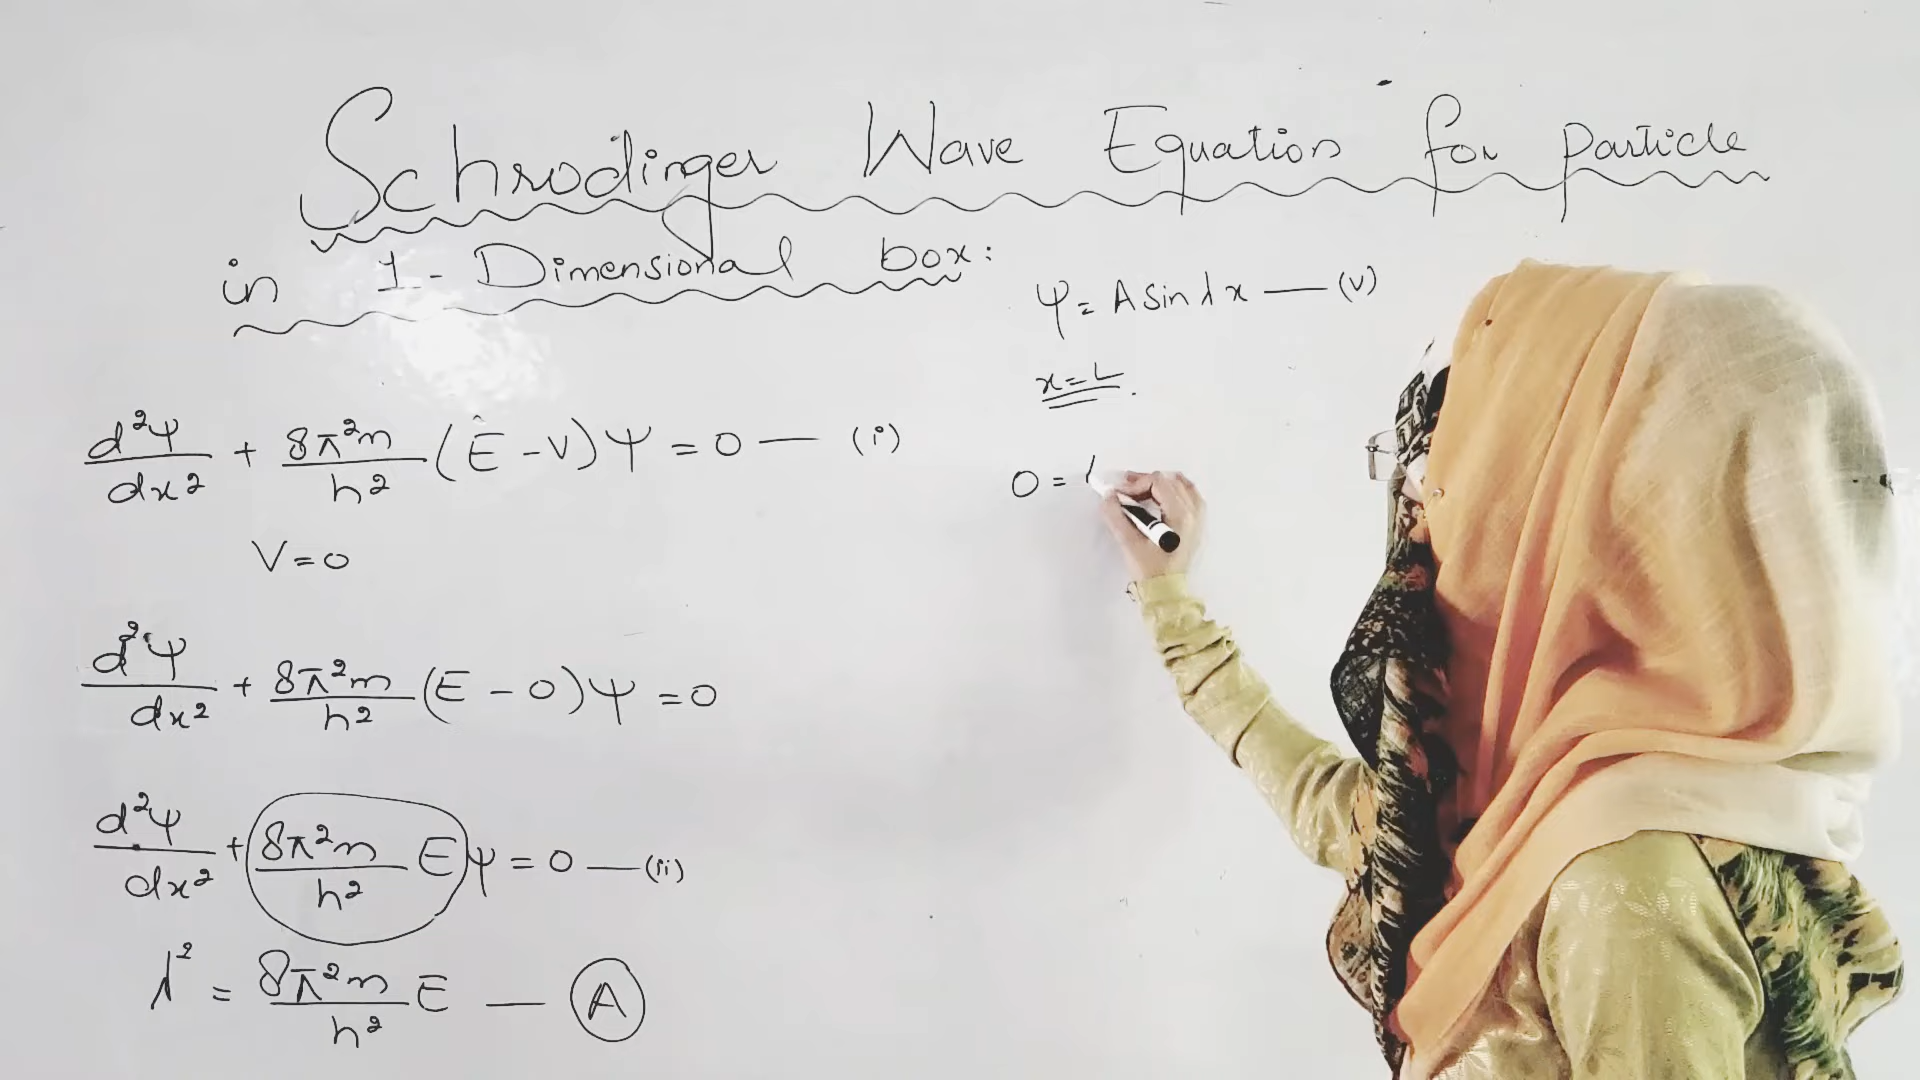 Schrodinger Wave Equation for particle
in 1-Dimensional box:
d²ψ/dx² + 8π²m/h² (E - V)ψ = 0 — (i)
V = 0
d²ψ/dx² + 8π²m/h² (E - 0)ψ = 0
d²ψ/dx² + 8π²m/h² Eψ = 0 — (ii)
λ² = 8π²m/h² E — A
ψ = A sin λx — (v)
x = L
0 =